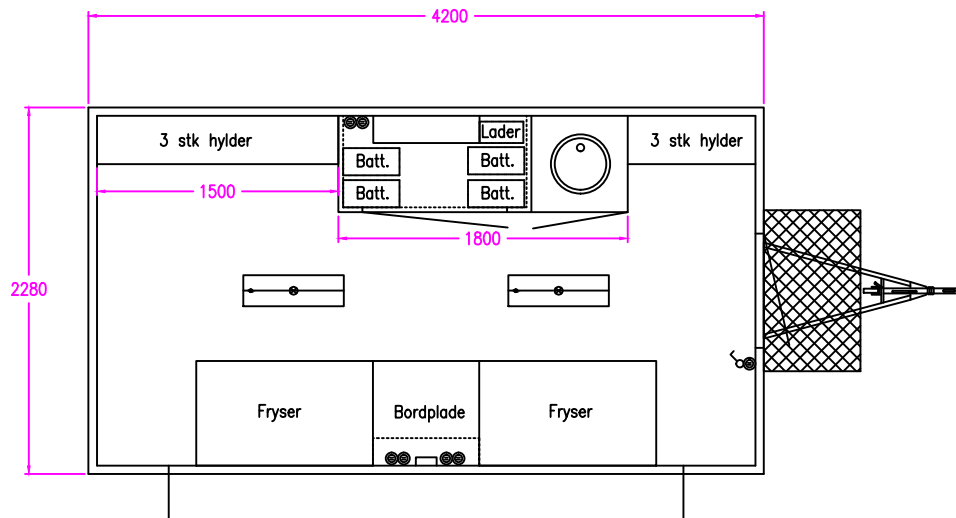 4200
3 stk hylder
Lader
3 stk hylder
Batt.
Batt.
Batt.
Batt.
1500
1800
2280
Fryser
Bordplade
Fryser